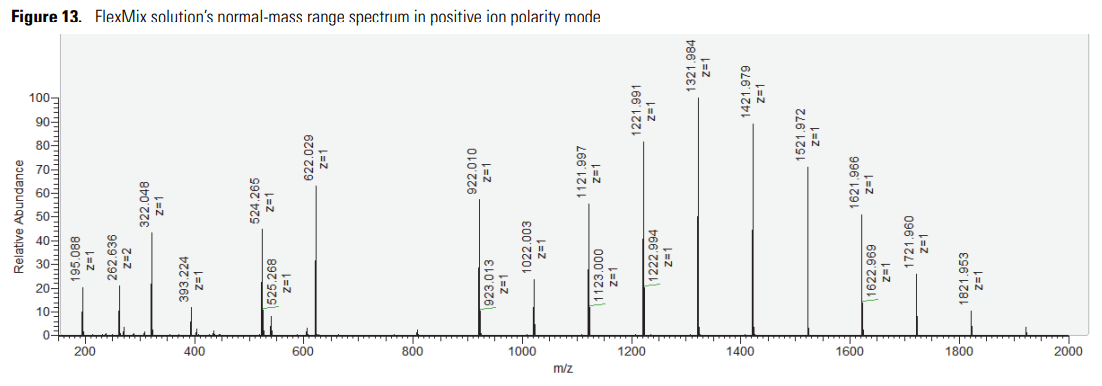 Figure 13. FlexMix solution's normal-mass range spectrum in positive ion polarity mode
Relative Abundance
100
90
80
70
60
50
40
30
20
10
0
195.088
z=1
262.636
z=2
322.048
z=1
393.224
z=1
524.265
z=1
525.268
z=1
622.029
z=1
922.010
z=1
923.013
z=1
1022.003
z=1
1121.997
z=1
1123.000
z=1
1221.991
z=1
1222.994
z=1
1321.984
z=1
1421.979
z=1
1521.972
z=1
1621.966
z=1
1622.969
z=1
1721.960
z=1
1821.953
z=1
200
400
600
800
1000
1200
1400
1600
1800
2000
m/z